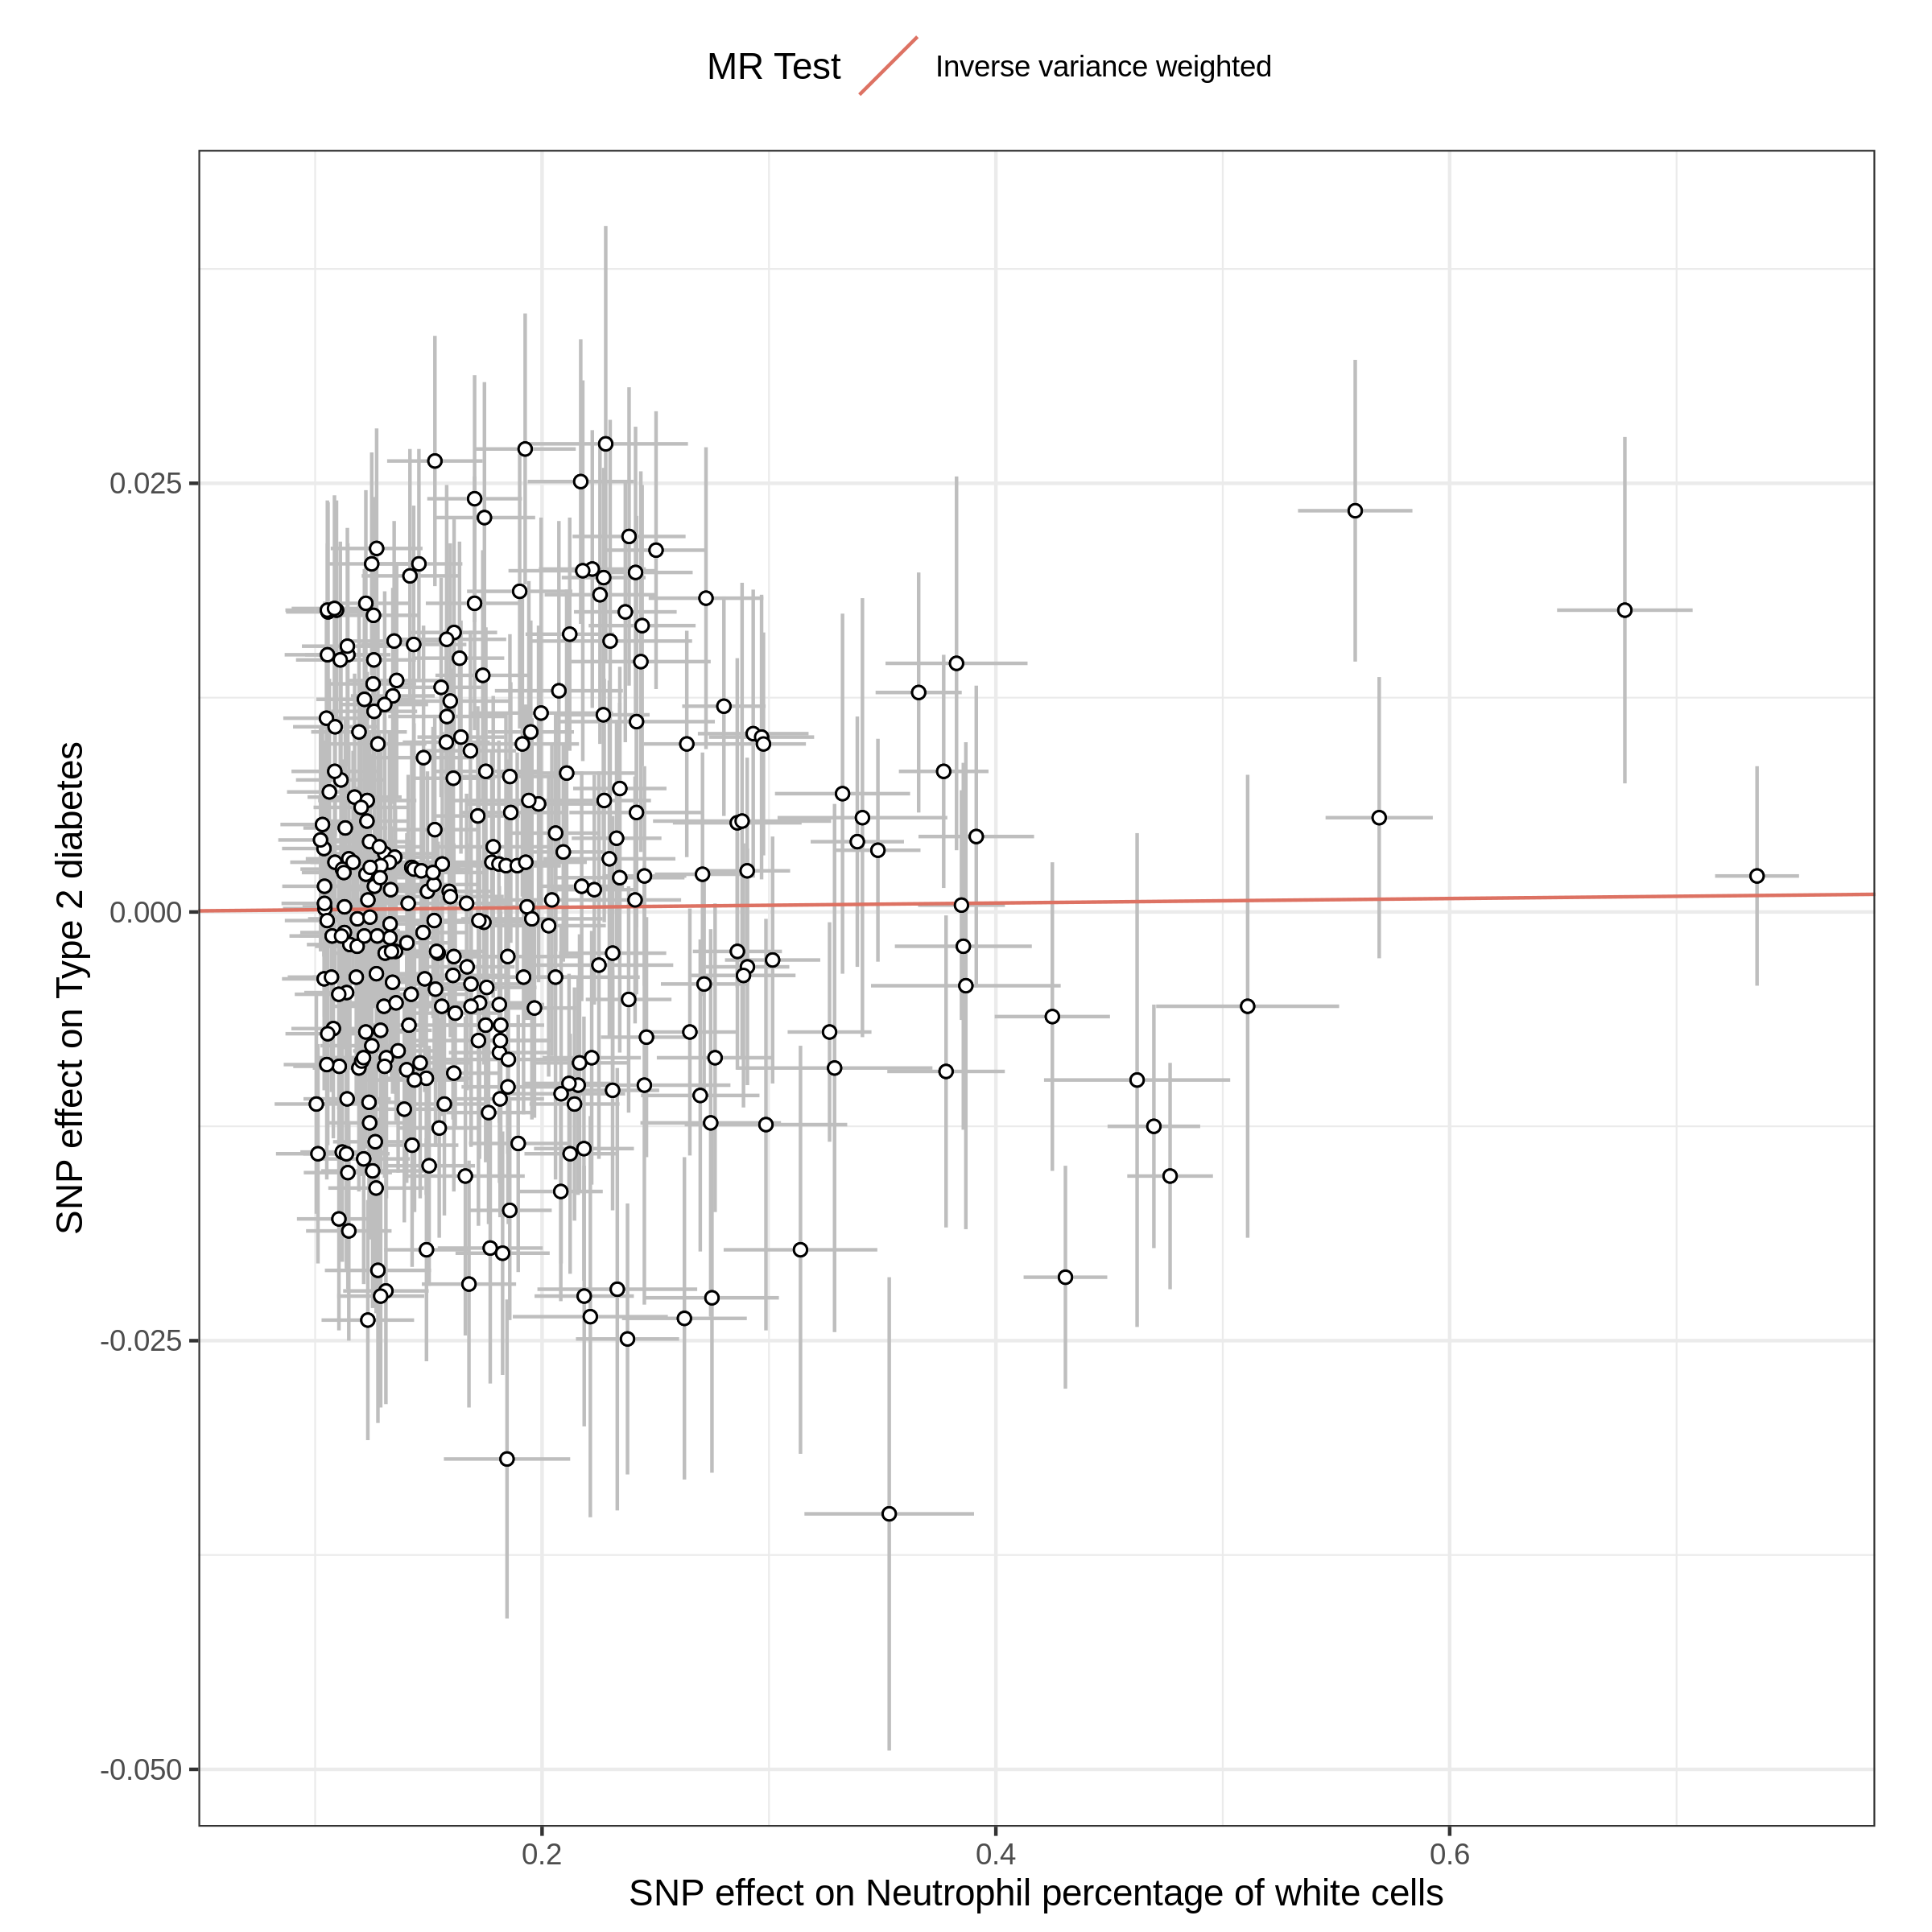 MR Test Inverse variance weighted
SNP effect on Type 2 diabetes
0.025
0.000
-0.025
-0.050
0.2 0.4 0.6
SNP effect on Neutrophil percentage of white cells